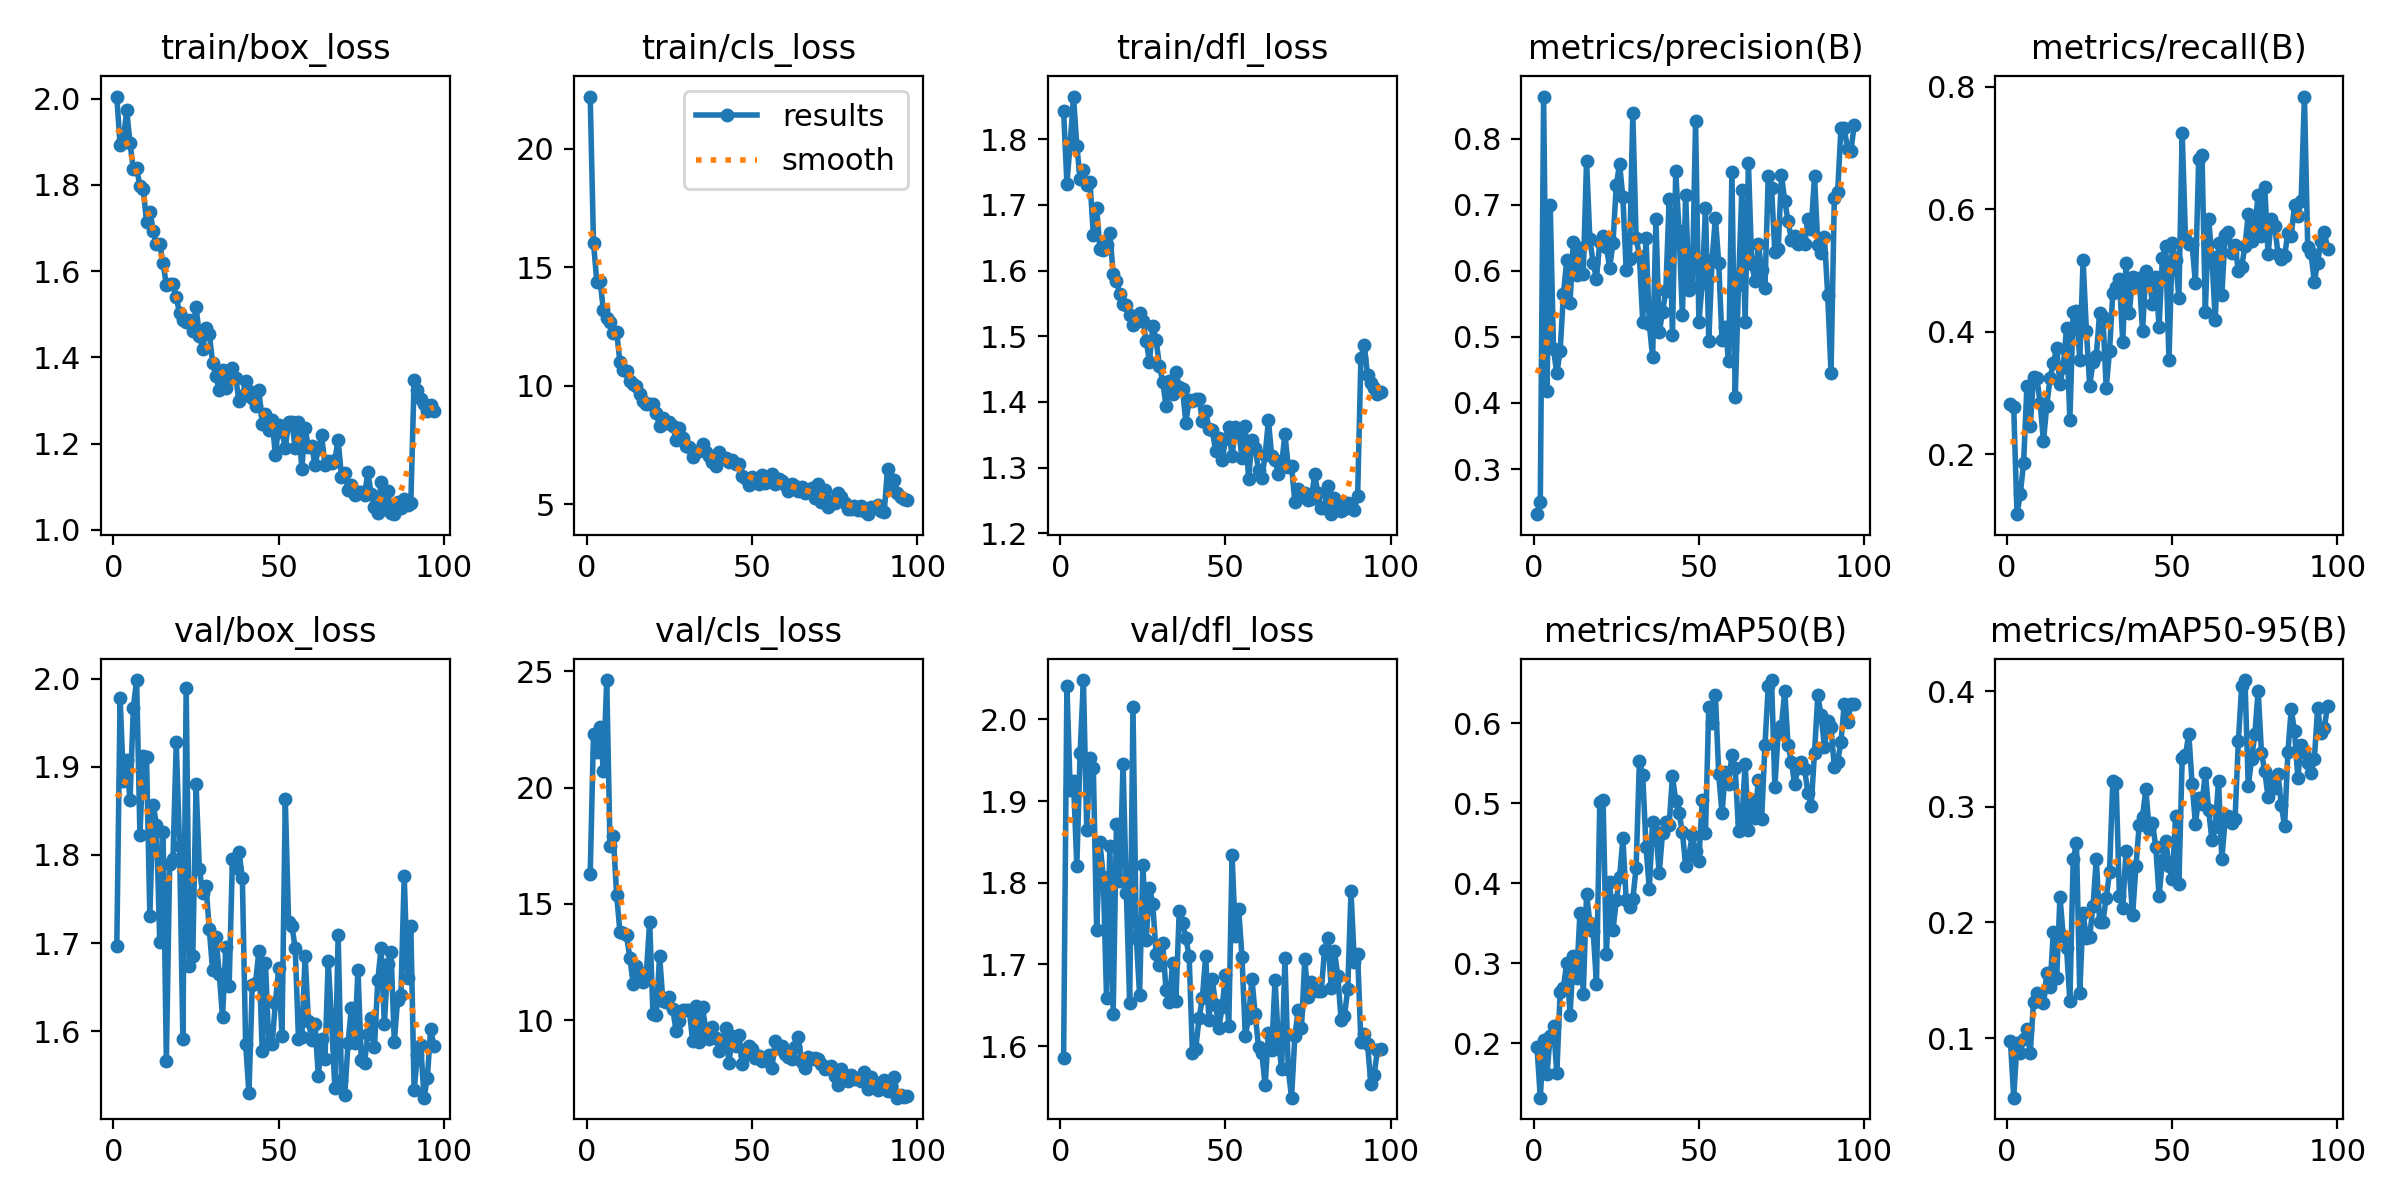 train/box_loss
2.0
1.8
1.6
1.4
1.2
1.0
0 50 100
train/cls_loss
results
smooth
20
15
10
5
0 50 100
train/dfl_loss
1.8
1.7
1.6
1.5
1.4
1.3
1.2
0 50 100
metrics/precision(B)
0.8
0.7
0.6
0.5
0.4
0.3
0 50 100
metrics/recall(B)
0.8
0.6
0.4
0.2
0 50 100
val/box_loss
2.0
1.9
1.8
1.7
1.6
0 50 100
val/cls_loss
25
20
15
10
0 50 100
val/dfl_loss
2.0
1.9
1.8
1.7
1.6
0 50 100
metrics/mAP50(B)
0.6
0.5
0.4
0.3
0.2
0 50 100
metrics/mAP50-95(B)
0.4
0.3
0.2
0.1
0 50 100